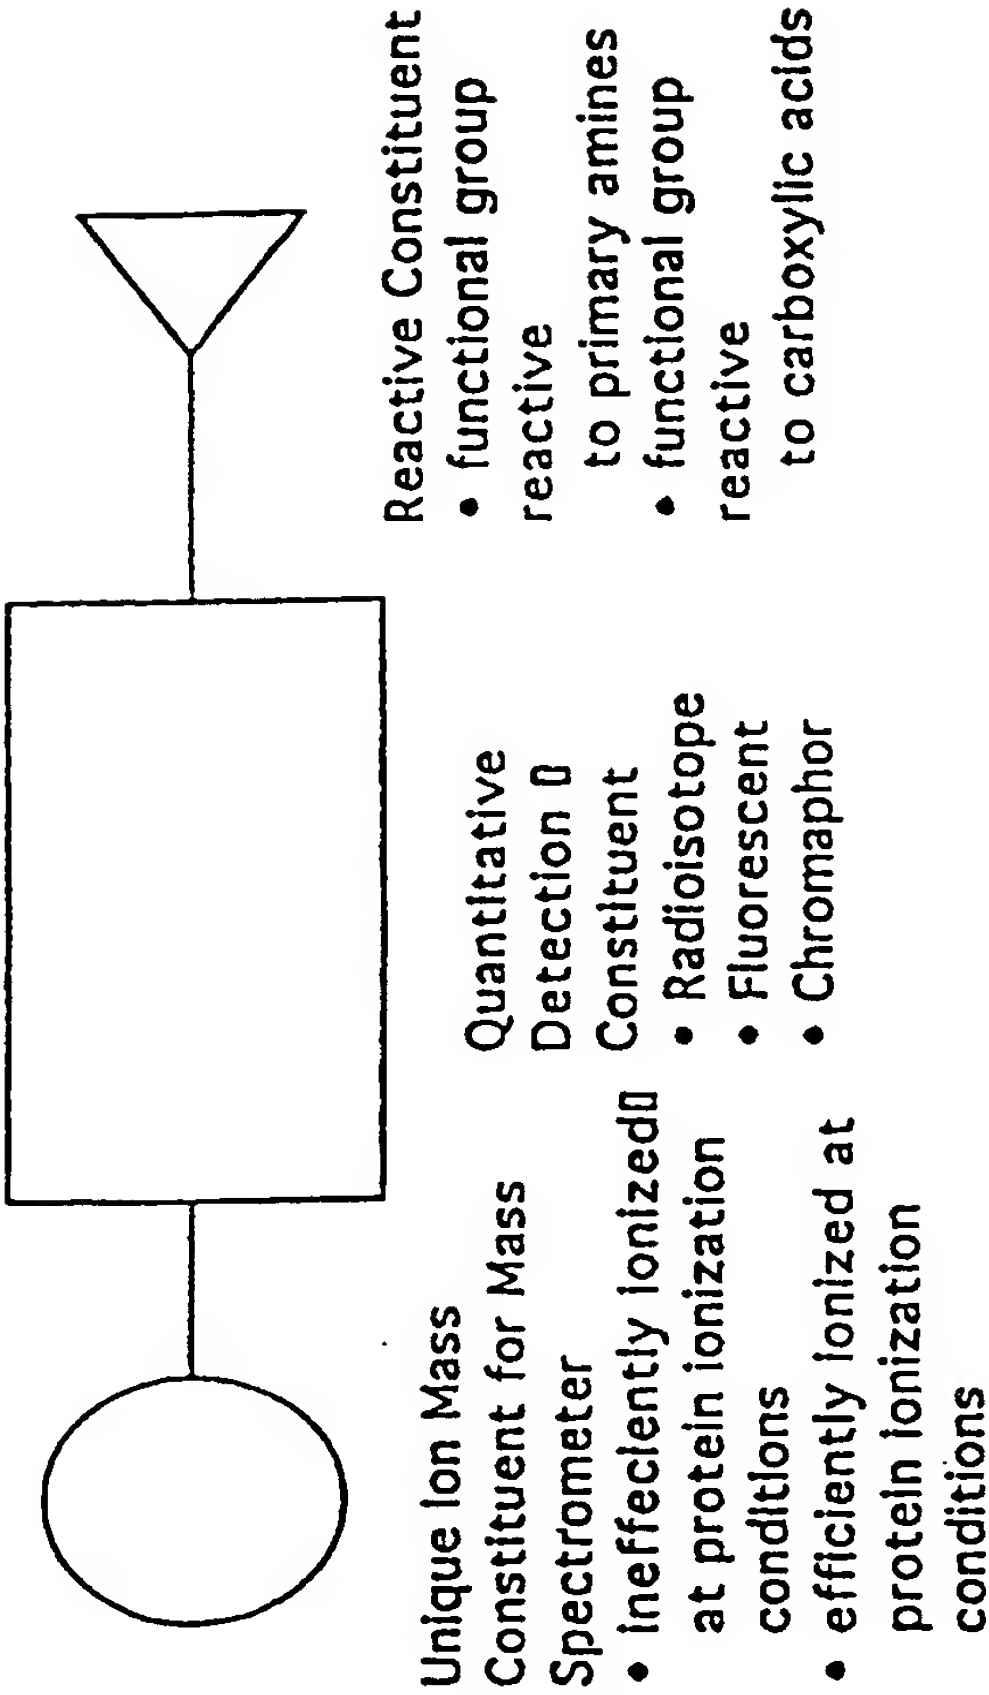 Unique Ion Mass
Constituent for Mass
Spectrometer
• ineffeciently ionized▯
at protein ionization
conditions
• efficiently ionized at
protein ionization
conditions
Quantitative
Detection ▯
Constituent
• Radioisotope
• Fluorescent
• Chromaphor
Reactive Constituent
• functional group
reactive
to primary amines
• functional group
reactive
to carboxylic acids